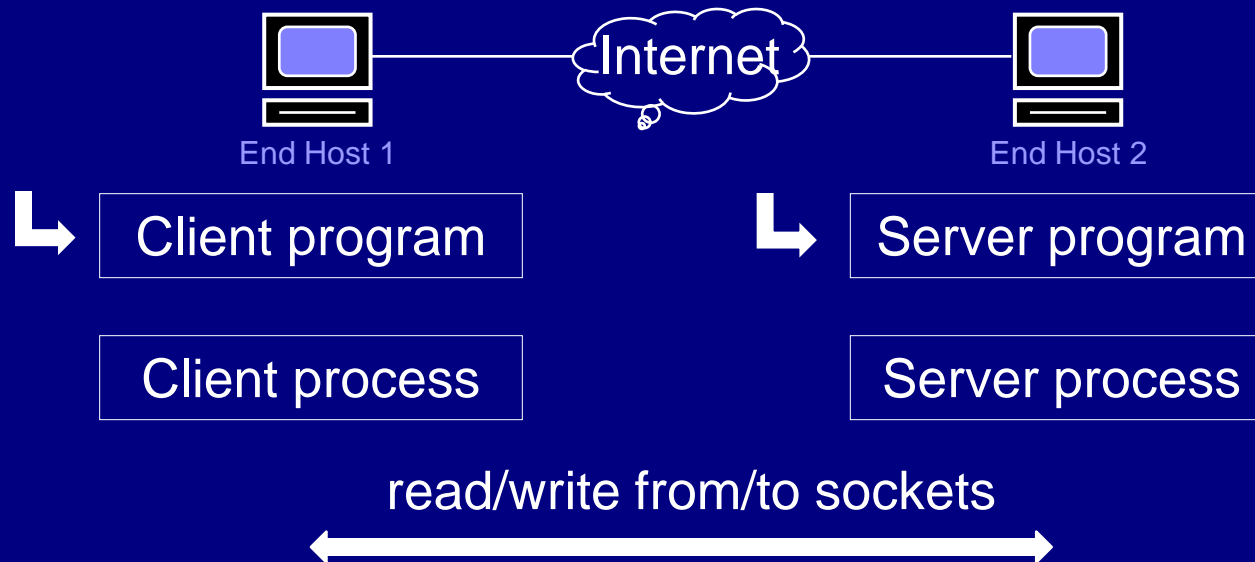 Internet
End Host 1
End Host 2
Client program
Server program
Client process
Server process
read/write from/to sockets